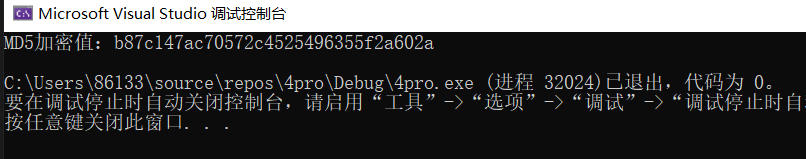 Microsoft Visual Studio 调试控制台
MD5加密值：b87c147ac70572c4525496355f2a602a
C:\Users\86133\source\repos\4pro\Debug\4pro.exe (进程 32024)已退出，代码为 0。
要在调试停止时自动关闭控制台，请启用“工具”->“选项”->“调试”->“调试停止时自
按任意键关闭此窗口. . .